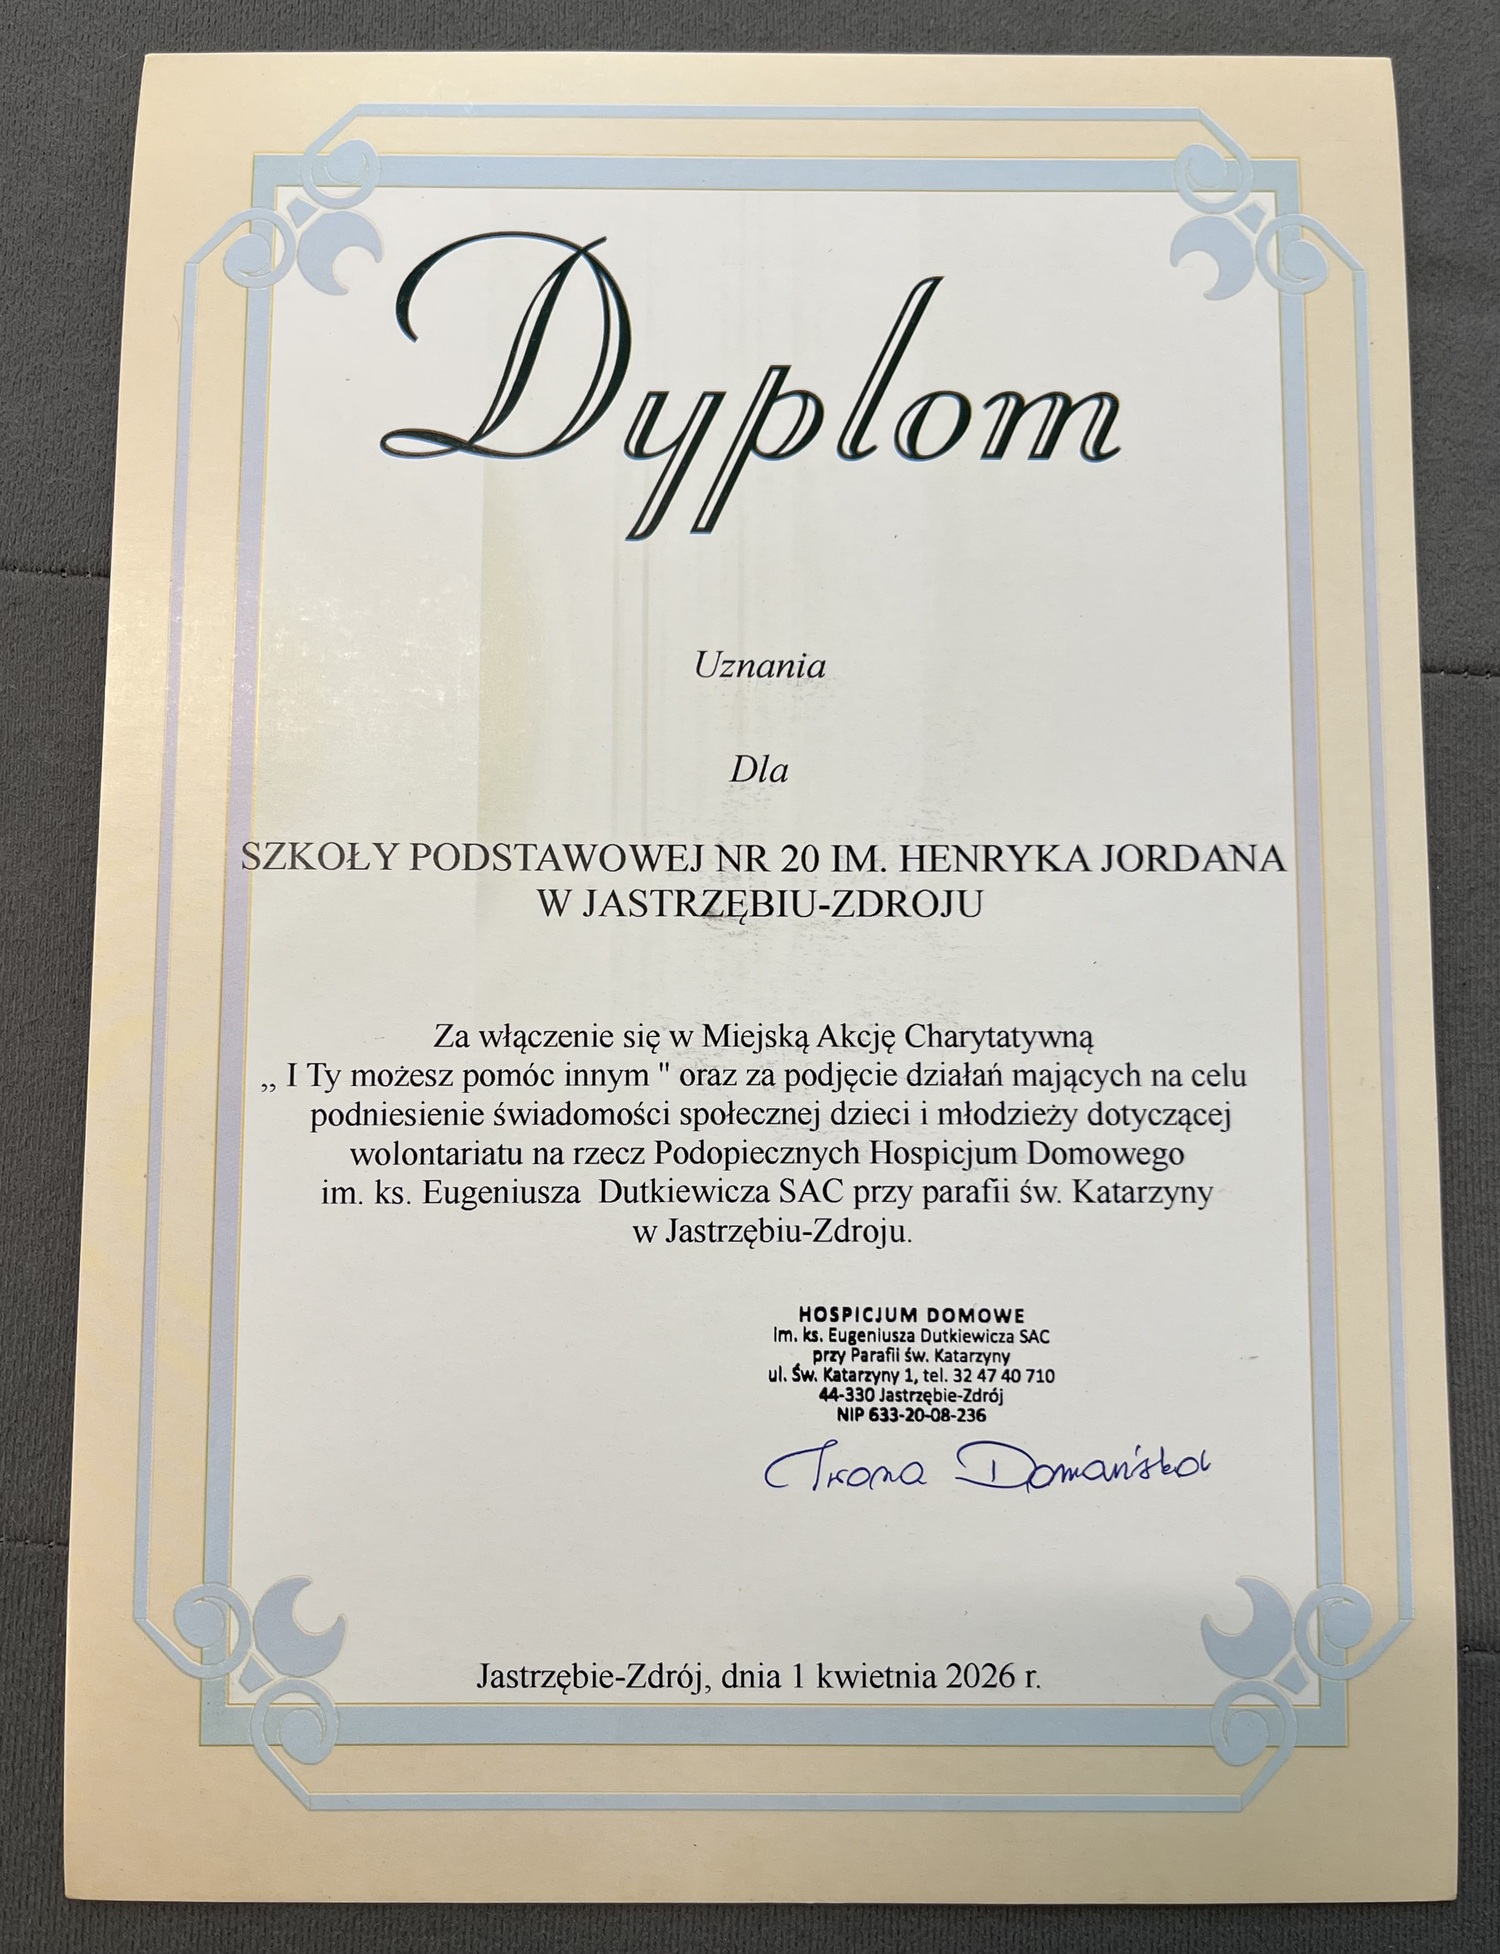 Dyplom
Uznania
Dla
SZKOŁY PODSTAWOWEJ NR 20 IM. HENRYKA JORDANA
W JASTRZĘBIU-ZDROJU
Za włączenie się w Miejską Akcję Charytatywną
„ I Ty możesz pomóc innym " oraz za podjęcie działań mających na celu
podniesienie świadomości społecznej dzieci i młodzieży dotyczącej
wolontariatu na rzecz Podopiecznych Hospicjum Domowego
im. ks. Eugeniusza Dutkiewicza SAC przy parafii św. Katarzyny
w Jastrzębiu-Zdroju.
HOSPICJUM DOMOWE
im. ks. Eugeniusza Dutkiewicza SAC
przy Parafii św. Katarzyny
ul. Św. Katarzyny 1, tel. 32 47 40 710
44-330 Jastrzębie-Zdrój
NIP 633-20-08-236
Iwona Domańska
Jastrzębie-Zdrój, dnia 1 kwietnia 2026 r.